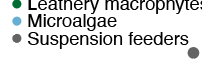 Leathery macrophytes
Microalgae
Suspension feeders